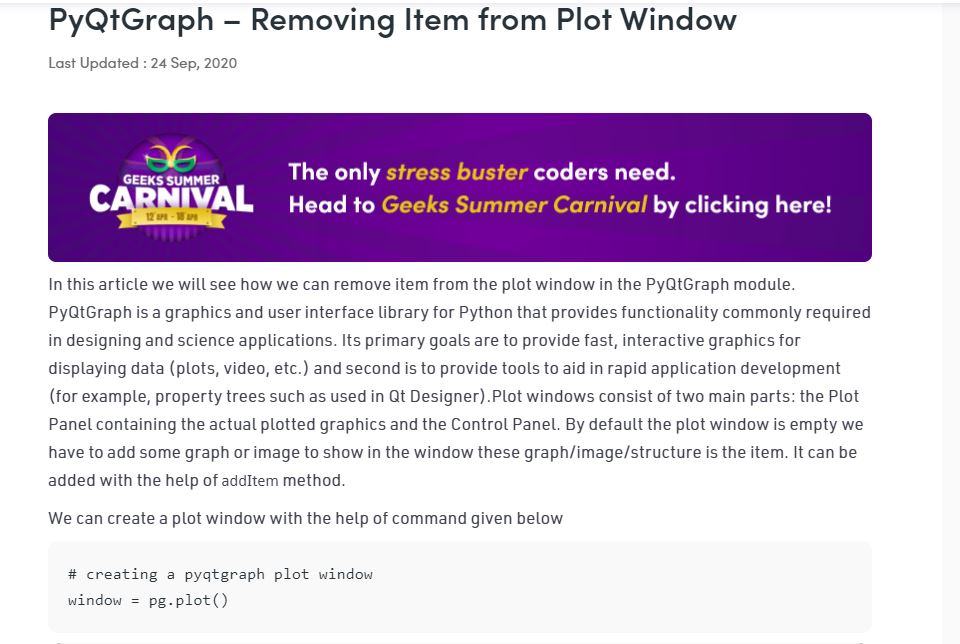 PyQtGraph – Removing Item from Plot Window
Last Updated : 24 Sep, 2020
GEEKS SUMMER
CARNIVAL
12 APR - 18 APR
The only stress buster coders need.
Head to Geeks Summer Carnival by clicking here!
In this article we will see how we can remove item from the plot window in the PyQtGraph module.
PyQtGraph is a graphics and user interface library for Python that provides functionality commonly required
in designing and science applications. Its primary goals are to provide fast, interactive graphics for
displaying data (plots, video, etc.) and second is to provide tools to aid in rapid application development
(for example, property trees such as used in Qt Designer).Plot windows consist of two main parts: the Plot
Panel containing the actual plotted graphics and the Control Panel. By default the plot window is empty we
have to add some graph or image to show in the window these graph/image/structure is the item. It can be
added with the help of addItem method.
We can create a plot window with the help of command given below
# creating a pyqtgraph plot window
window = pg.plot()